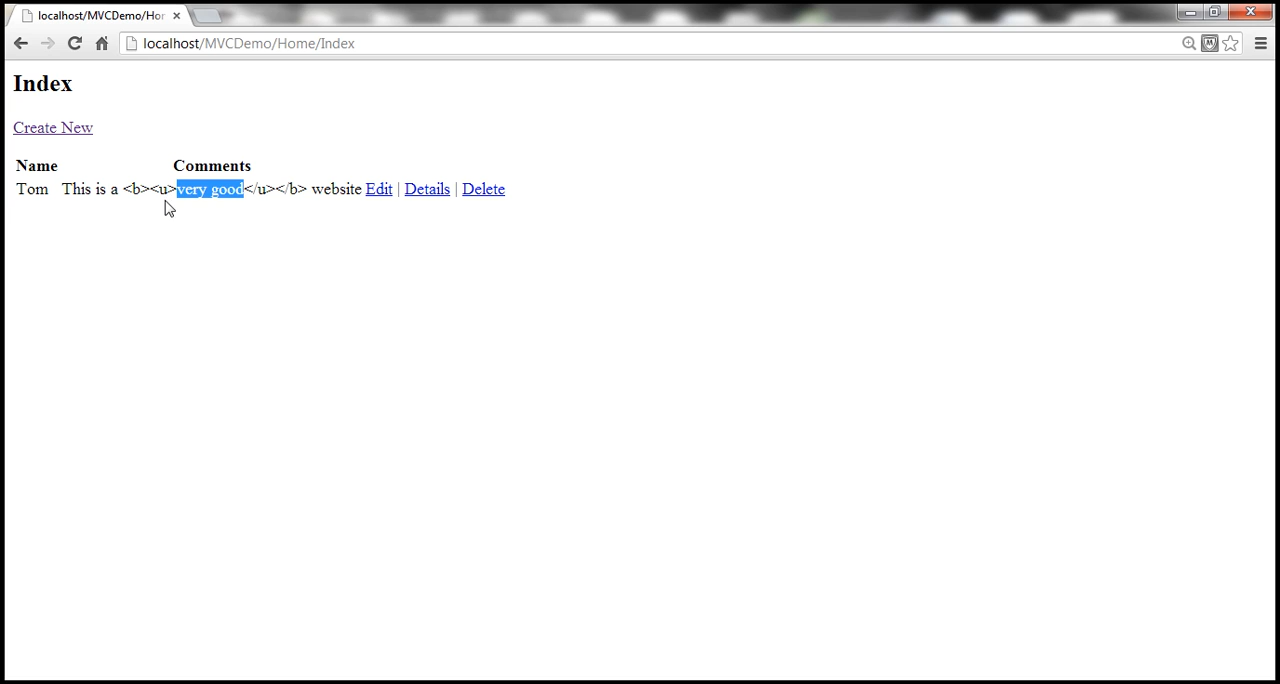 localhost/MVCDemo/Hor
localhost/MVCDemo/Home/Index
Index
Create New
Name Comments
Tom This is a <b><u>very good</u></b> website Edit | Details | Delete